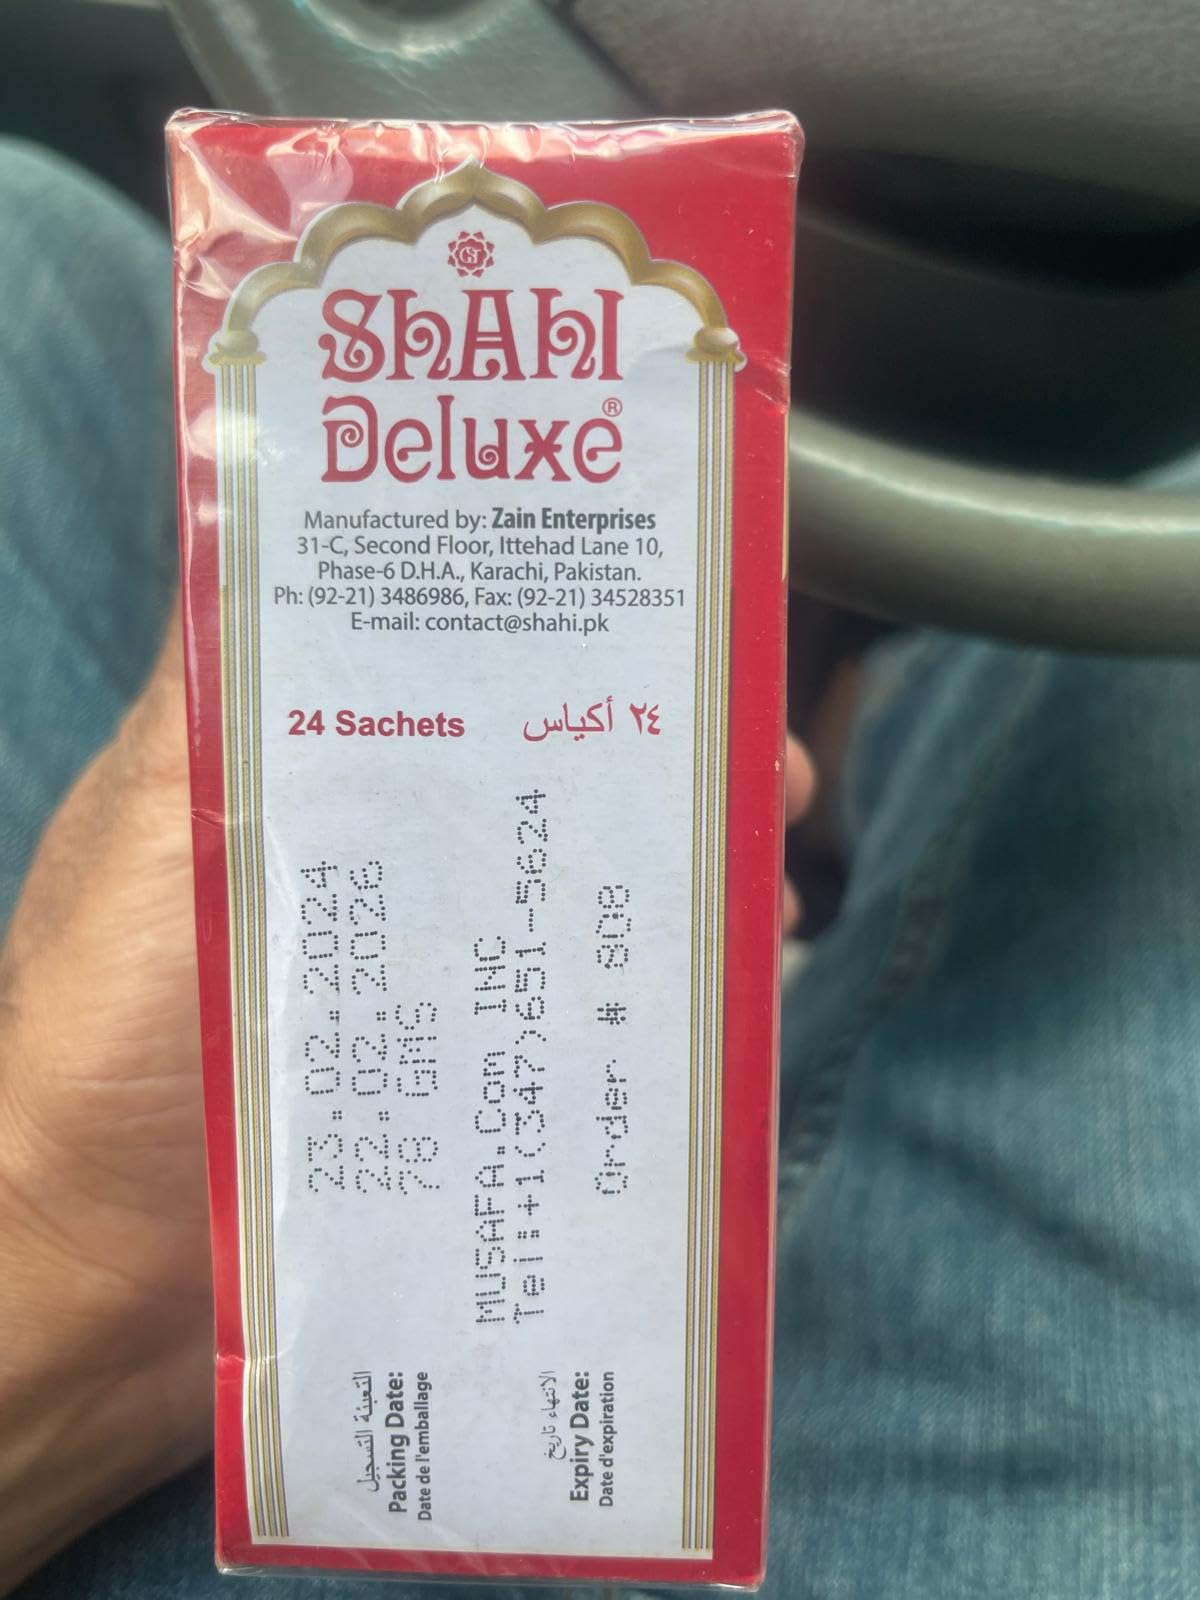 GSJ
ShAhI
Deluxe®
Manufactured by: Zain Enterprises
31-C, Second Floor, Ittehad Lane 10,
Phase-6 D.H.A., Karachi, Pakistan.
Ph: (92-21) 3486986, Fax: (92-21) 34528351
E-mail: contact@shahi.pk
24 Sachets
٢٤ أكياس
23.02.2024
22.02.2026
78 GMS
MUSAFA.Com INC
Tel:+1(347)651-5624
Order # SD8
التعبئة التسجيل
Packing Date:
Date de l'emballage
الانتهاء تاريخ
Expiry Date:
Date d'expiration